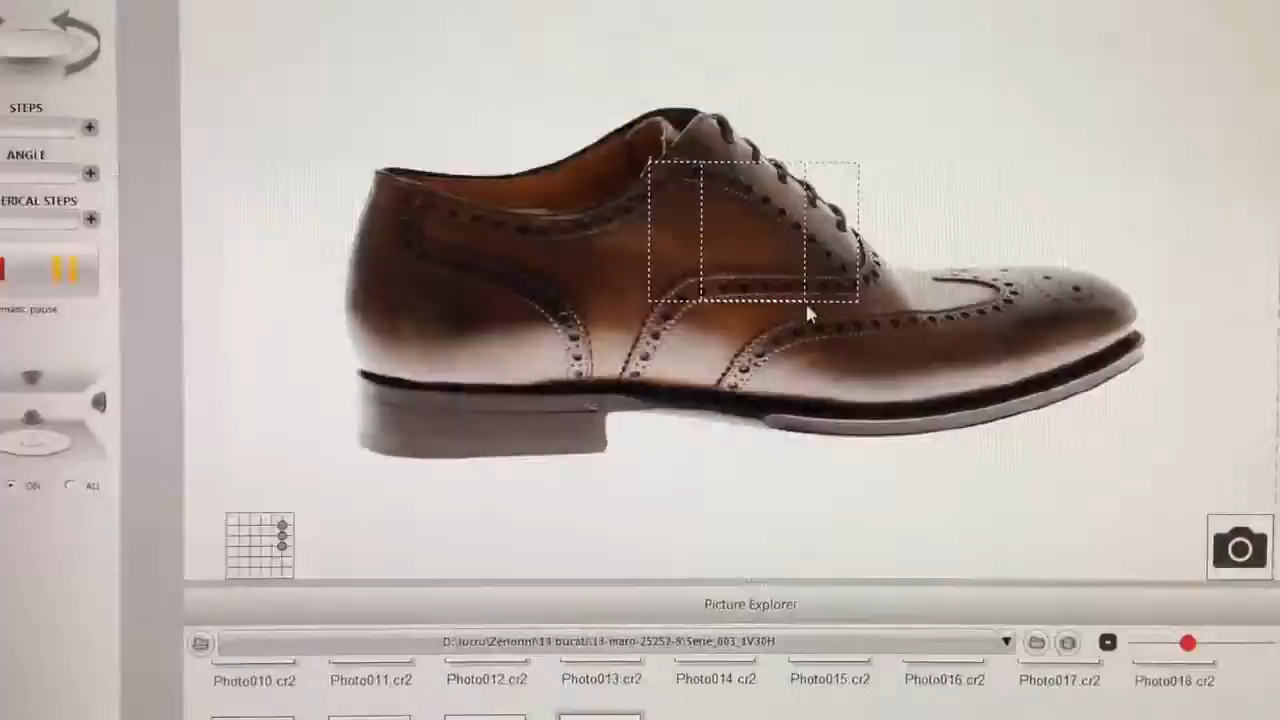 STEPS
ANGLE
ERICAL STEPS
matic pause
ON ALL
Picture Explorer
Photo010.cr2 Photo011.cr2 Photo012.cr2 Photo013.cr2 Photo014.cr2 Photo015.cr2 Photo016.cr2 Photo017.cr2 Photo018.cr2